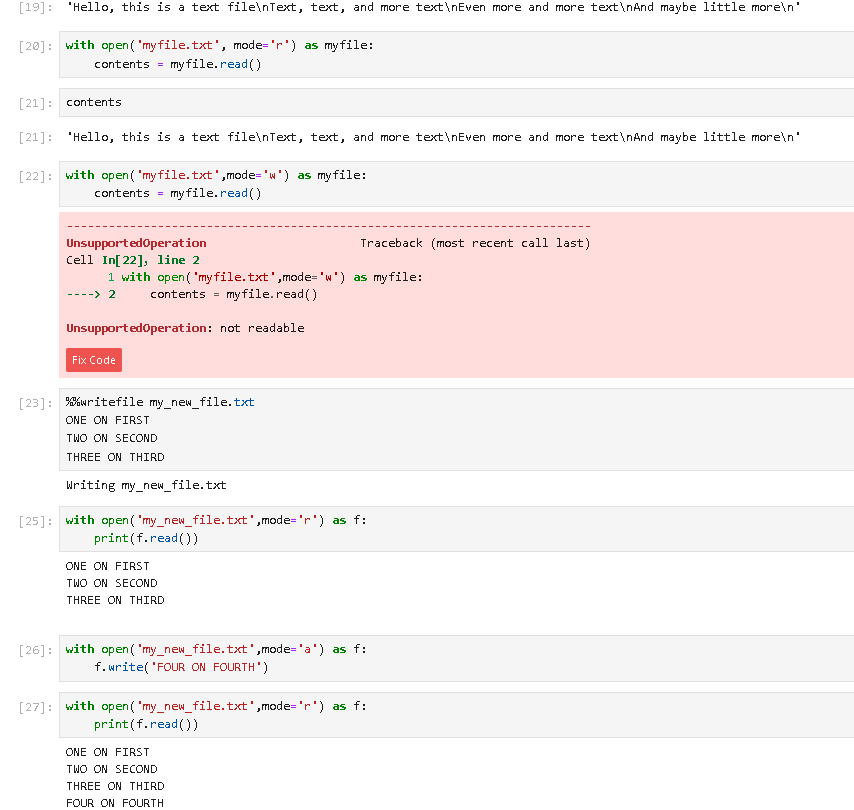 [19]: 'Hello, this is a text file\nText, text, and more text\nEven more and more text\nAnd maybe little more\n'
[20]: with open('myfile.txt', mode='r') as myfile:
    contents = myfile.read()
[21]: contents
[21]: 'Hello, this is a text file\nText, text, and more text\nEven more and more text\nAnd maybe little more\n'
[22]: with open('myfile.txt',mode='w') as myfile:
    contents = myfile.read()
---------------------------------------------------------------------------
UnsupportedOperation                      Traceback (most recent call last)
Cell In[22], line 2
      1 with open('myfile.txt',mode='w') as myfile:
----> 2     contents = myfile.read()
UnsupportedOperation: not readable
Fix Code
[23]: %%writefile my_new_file.txt
ONE ON FIRST
TWO ON SECOND
THREE ON THIRD
Writing my_new_file.txt
[25]: with open('my_new_file.txt',mode='r') as f:
    print(f.read())
ONE ON FIRST
TWO ON SECOND
THREE ON THIRD
[26]: with open('my_new_file.txt',mode='a') as f:
    f.write('FOUR ON FOURTH')
[27]: with open('my_new_file.txt',mode='r') as f:
    print(f.read())
ONE ON FIRST
TWO ON SECOND
THREE ON THIRD
FOUR ON FOURTH